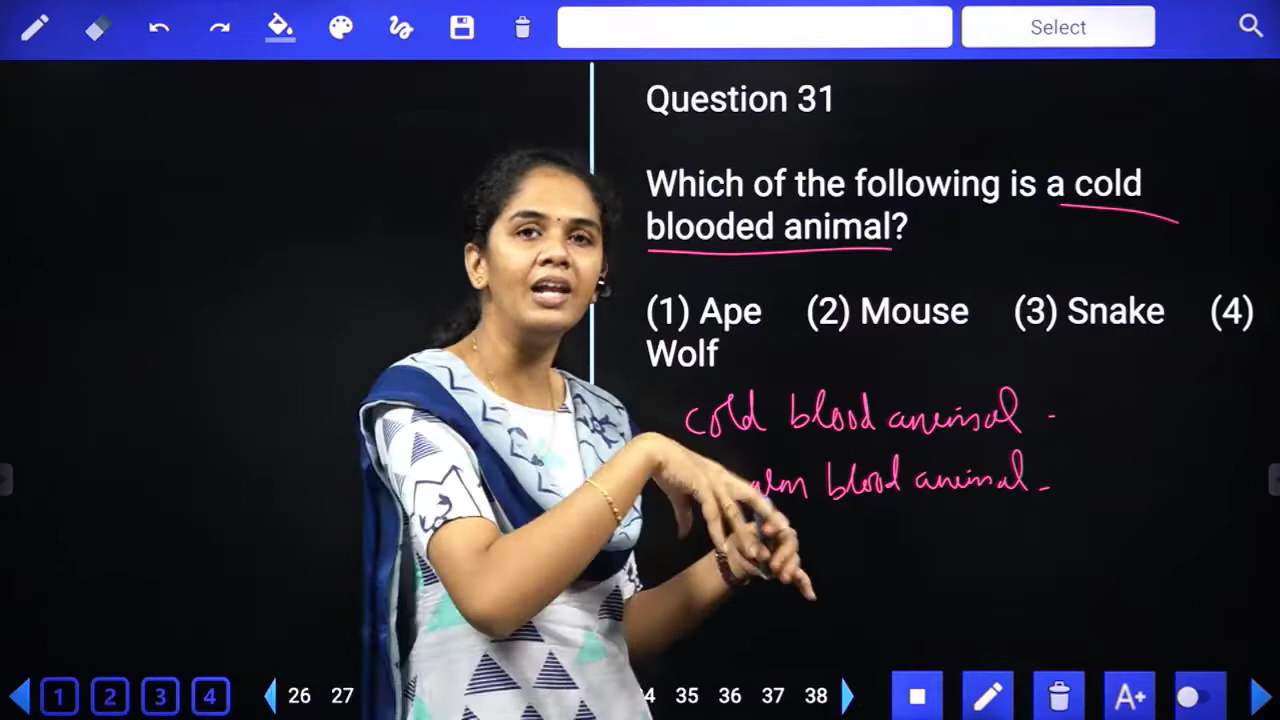 Select
Question 31
Which of the following is a cold
blooded animal?
(1) Ape (2) Mouse (3) Snake (4)
Wolf
cold blood animal -
blood animal -
1 2 3 4 26 27 35 36 37 38 A+